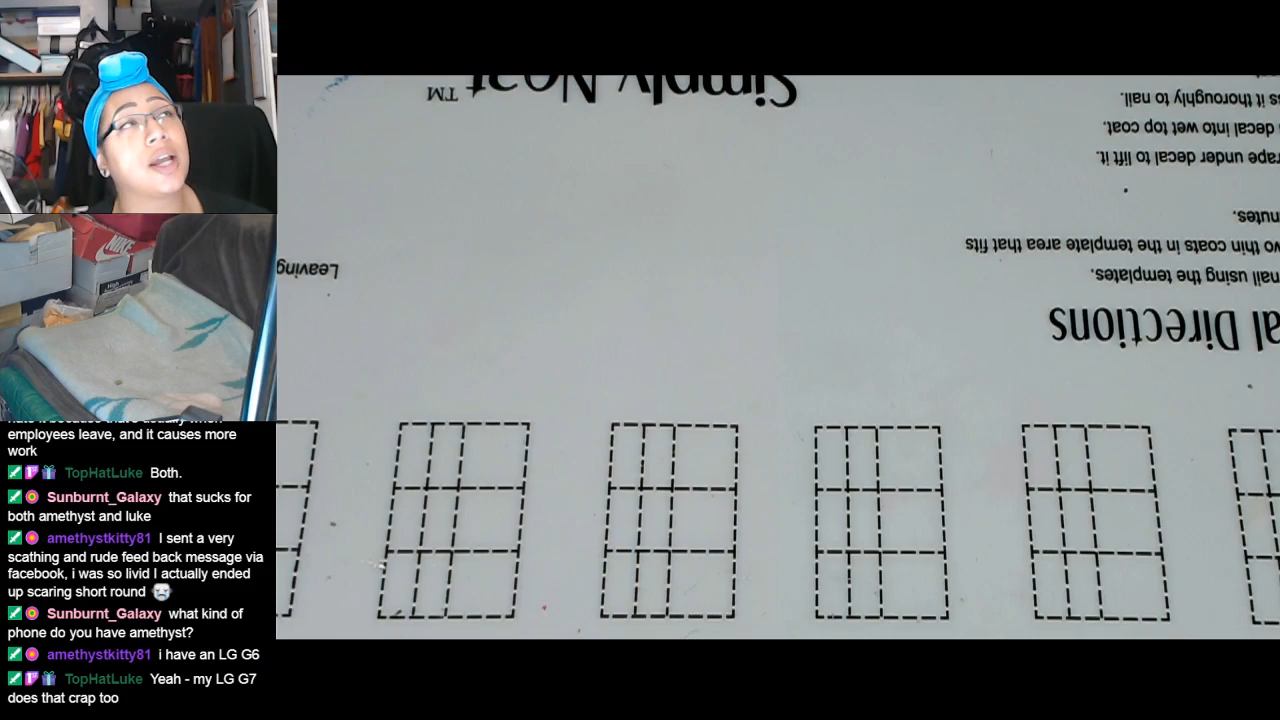 Simply Neat™
s it thoroughly to nail.
decal into wet top coat.
rape under decal to lift it.
nutes.
vo thin coats in the template area that fits
nail using the templates.
al Directions
Leaving
NIKE
High
employees leave, and it causes more
work
TopHatLuke Both.
Sunburnt_Galaxy that sucks for
both amethyst and luke
amethystkitty81 I sent a very
scathing and rude feed back message via
facebook, i was so livid I actually ended
up scaring short round
Sunburnt_Galaxy what kind of
phone do you have amethyst?
amethystkitty81 i have an LG G6
TopHatLuke Yeah - my LG G7
does that crap too